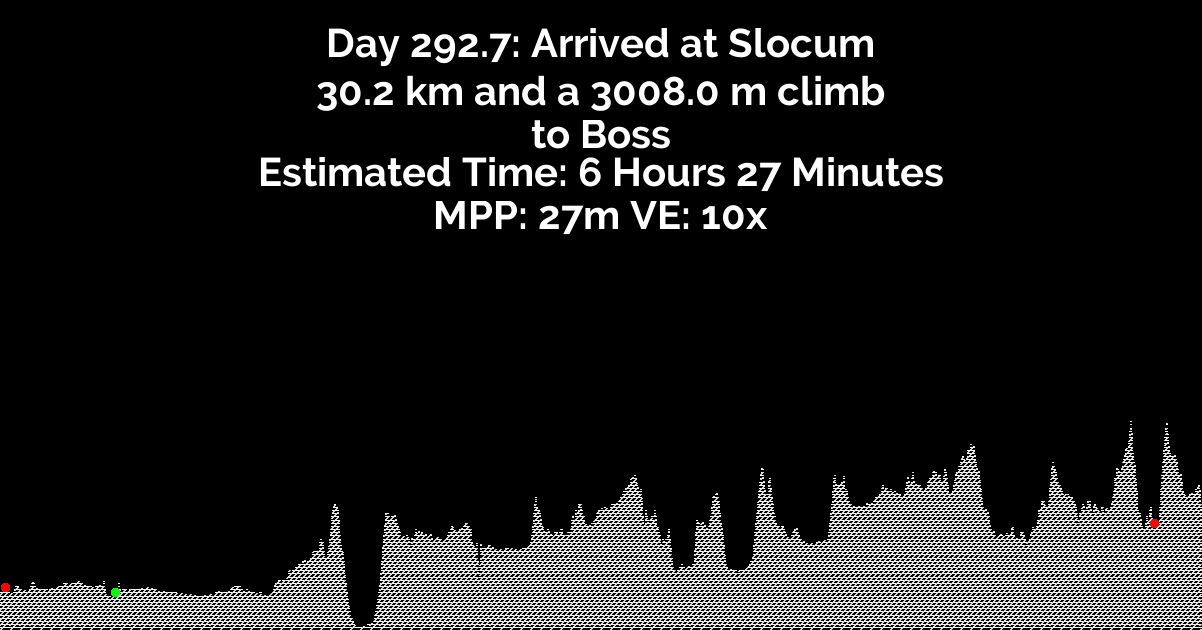 Day 292.7: Arrived at Slocum
30.2 km and a 3008.0 m climb
to Boss
Estimated Time: 6 Hours 27 Minutes
MPP: 27m VE: 10x